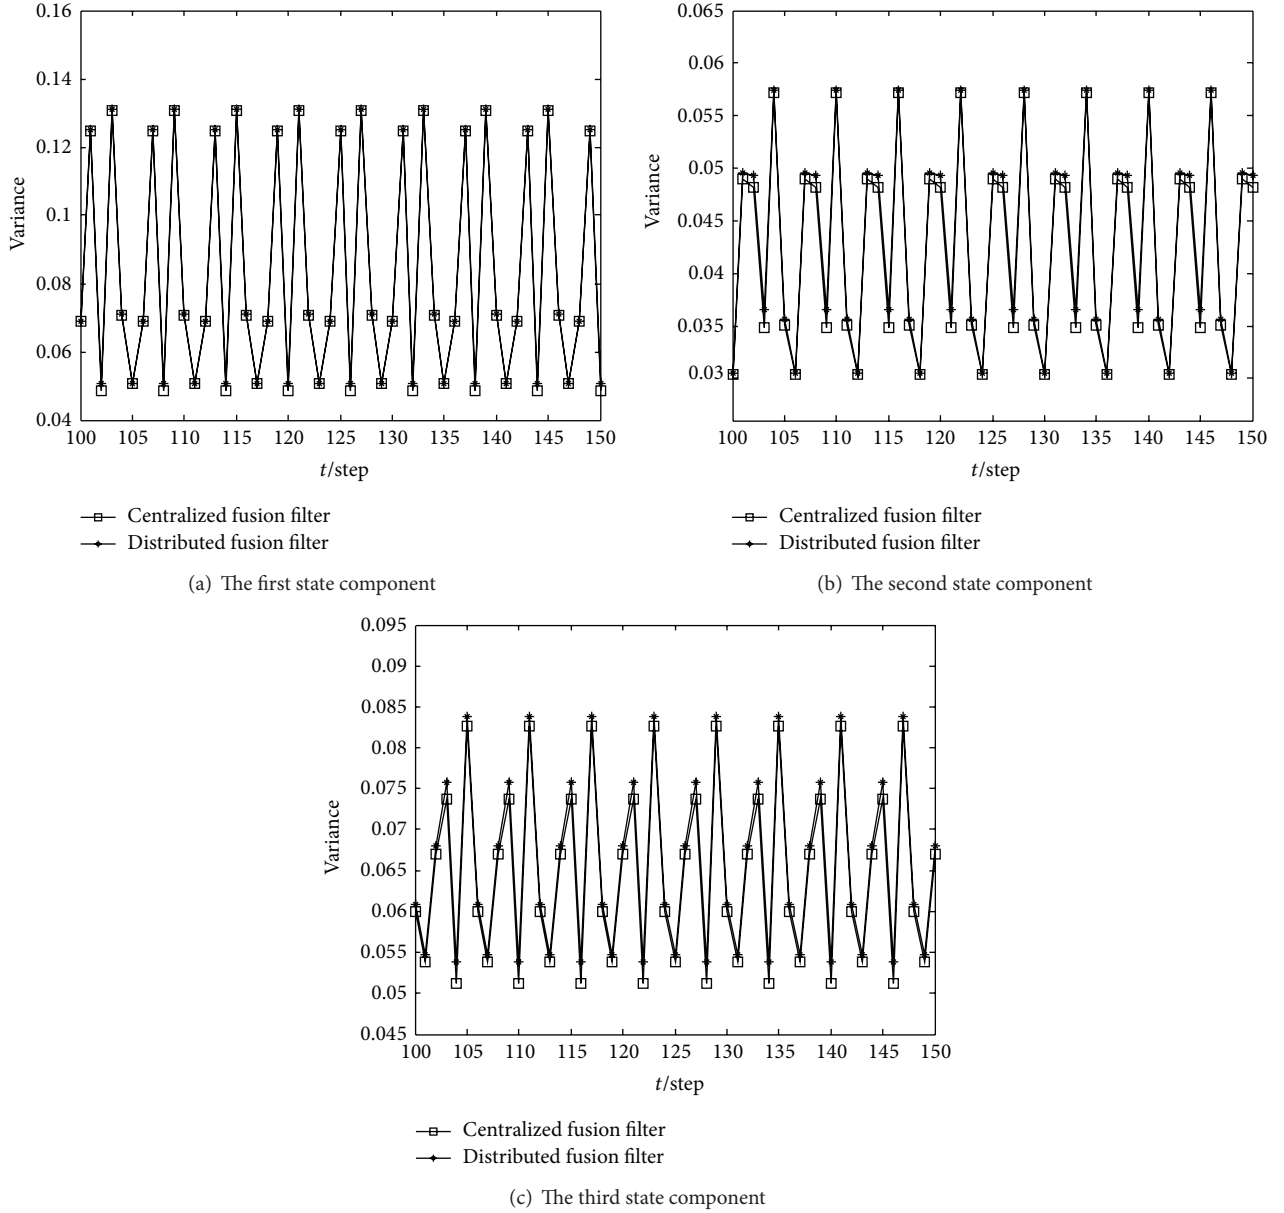 0.16
0.14
0.12
0.1
0.08
0.06
0.04
Variance
100 105 110 115 120 125 130 135 140 145 150
t/step
Centralized fusion filter
Distributed fusion filter
(a) The first state component
0.065
0.06
0.055
0.05
0.045
0.04
0.035
0.03
Variance
100 105 110 115 120 125 130 135 140 145 150
t/step
Centralized fusion filter
Distributed fusion filter
(b) The second state component
0.095
0.09
0.085
0.08
0.075
0.07
0.065
0.06
0.055
0.05
0.045
Variance
100 105 110 115 120 125 130 135 140 145 150
t/step
Centralized fusion filter
Distributed fusion filter
(c) The third state component